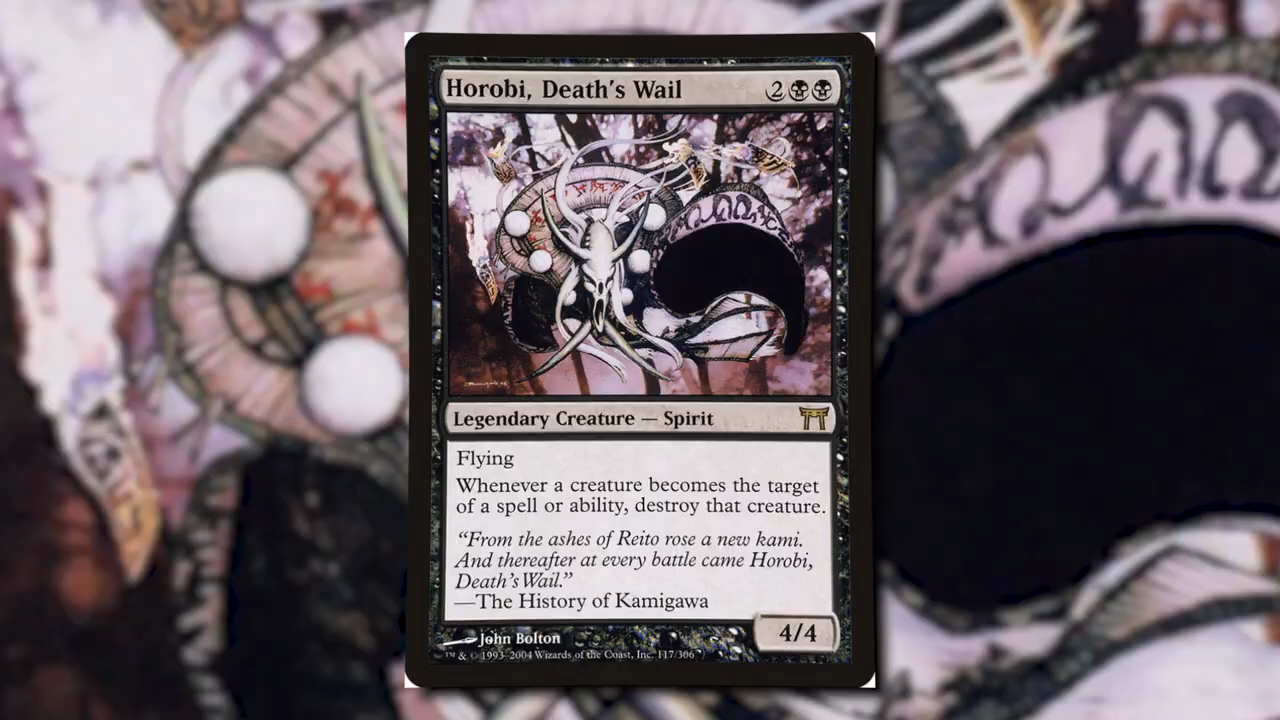 Horobi, Death's Wail 2
Legendary Creature — Spirit
Flying
Whenever a creature becomes the target
of a spell or ability, destroy that creature.
“From the ashes of Reito rose a new kami.
And thereafter at every battle came Horobi,
Death's Wail.”
—The History of Kamigawa
4/4
John Bolton
™ & © 1993–2004 Wizards of the Coast, Inc. 117/306